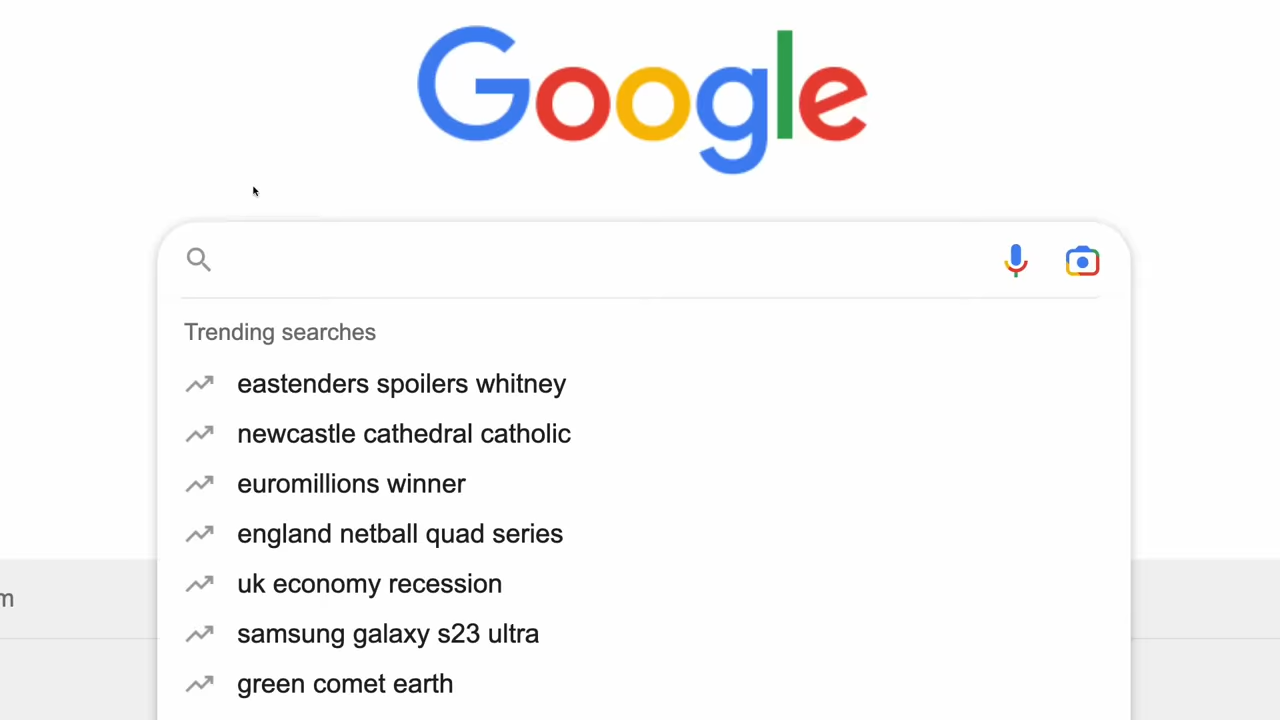 Google
Trending searches
eastenders spoilers whitney
newcastle cathedral catholic
euromillions winner
england netball quad series
uk economy recession
m
samsung galaxy s23 ultra
green comet earth